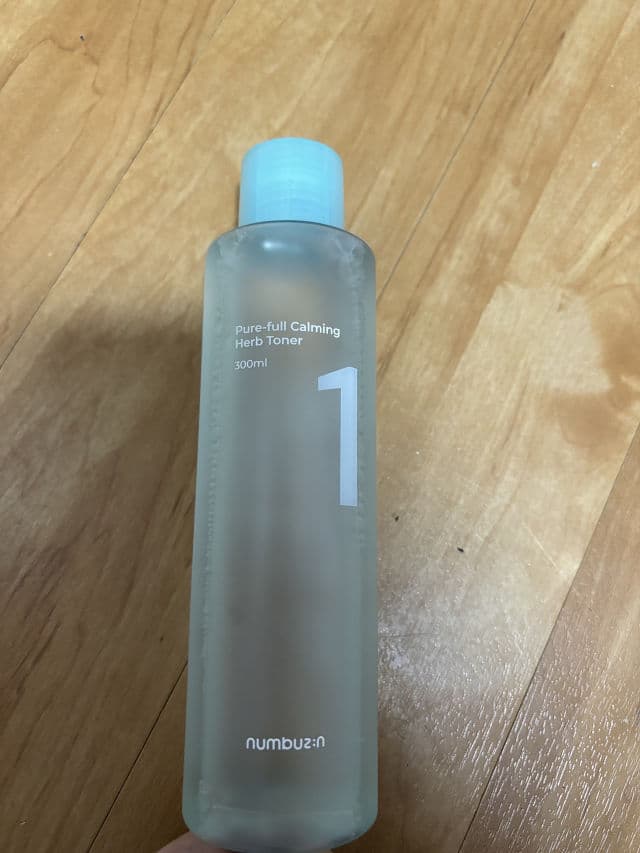 Pure-full Calming
Herb Toner
300ml
1
numbuz:n